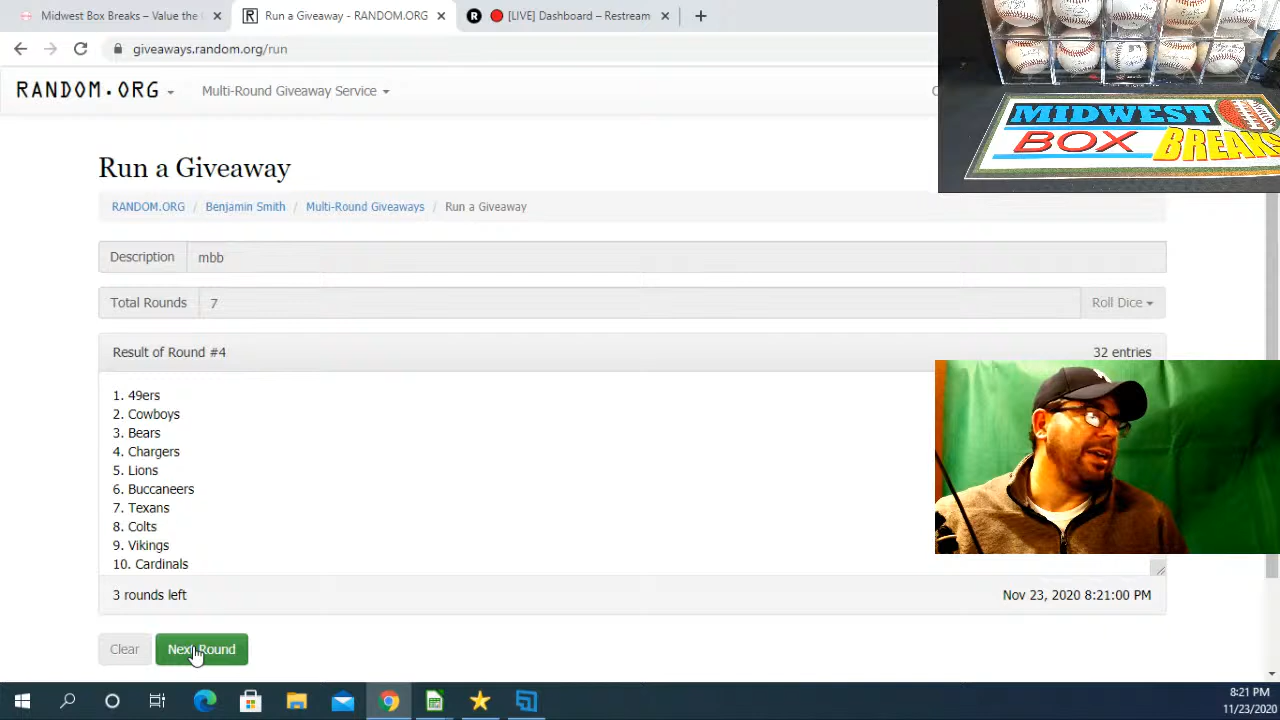 Midwest Box Breaks – Value the
Run a Giveaway - RANDOM.ORG
[LIVE] Dashboard – Restream
giveaways.random.org/run
RANDOM.ORG
Multi-Round Giveaway Service
MIDWEST
BOX BREAKS
Run a Giveaway
RANDOM.ORG / Benjamin Smith / Multi-Round Giveaways / Run a Giveaway
Description mbb
Total Rounds 7 Roll Dice
Result of Round #4 32 entries
1. 49ers
2. Cowboys
3. Bears
4. Chargers
5. Lions
6. Buccaneers
7. Texans
8. Colts
9. Vikings
10. Cardinals
3 rounds left Nov 23, 2020 8:21:00 PM
Clear Next Round
8:21 PM
11/23/2020